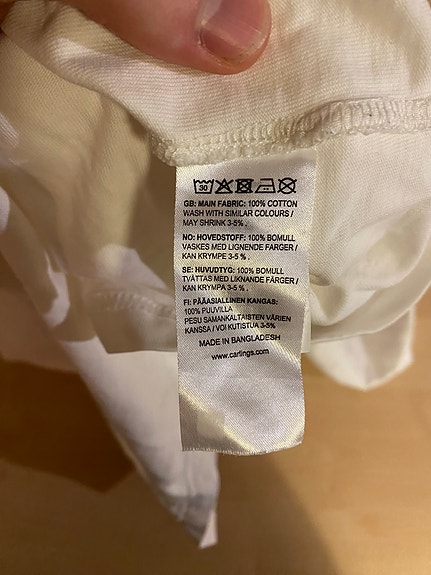 30
GB: MAIN FABRIC: 100% COTTON
WASH WITH SIMILAR COLOURS /
MAY SHRINK 3-5% .
NO: HOVEDSTOFF: 100% BOMULL
VASKES MED LIGNENDE FARGER /
KAN KRYMPE 3-5% .
SE: HUVUDTYG: 100% BOMULL
TVÄTTAS MED LIKNANDE FÄRGER /
KAN KRYMPA 3-5% .
FI: PÄÄASIALLINEN KANGAS:
100% PUUVILLA
PESU SAMANKALTAISTEN VÄRIEN
KANSSA / VOI KUTISTUA 3-5%
MADE IN BANGLADESH
www.carlings.com